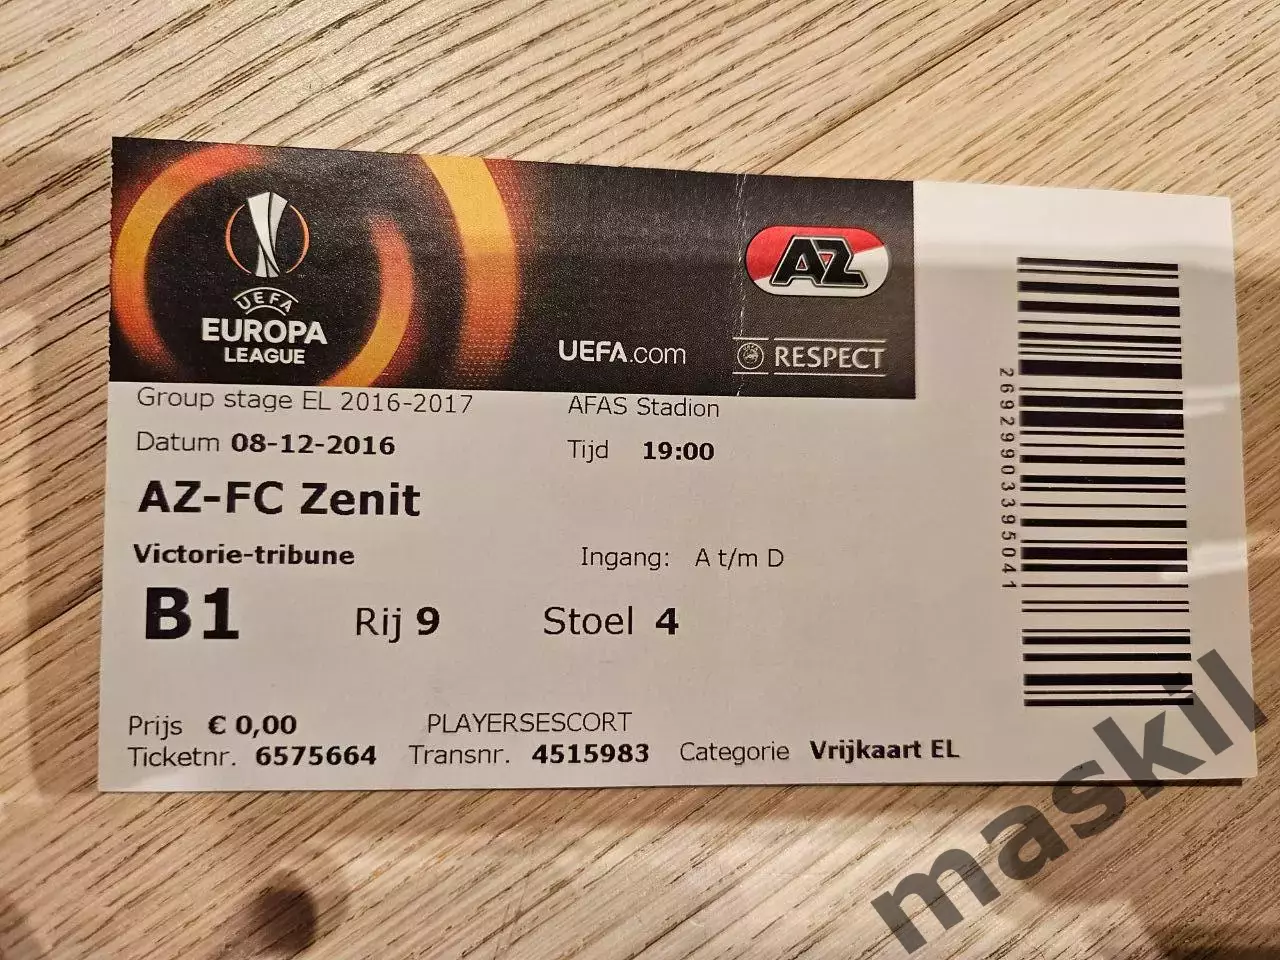 UEFA
EUROPA
LEAGUE
AZ
UEFA.com
RESPECT
Group stage EL 2016-2017
AFAS Stadion
Datum 08-12-2016
Tijd 19:00
AZ-FC Zenit
Victorie-tribune
Ingang: A t/m D
B1 Rij 9 Stoel 4
Prijs € 0,00
PLAYERSESCORT
Ticketnr. 6575664 Transnr. 4515983 Categorie Vrijkaart EL
2692990339504​1
maskil